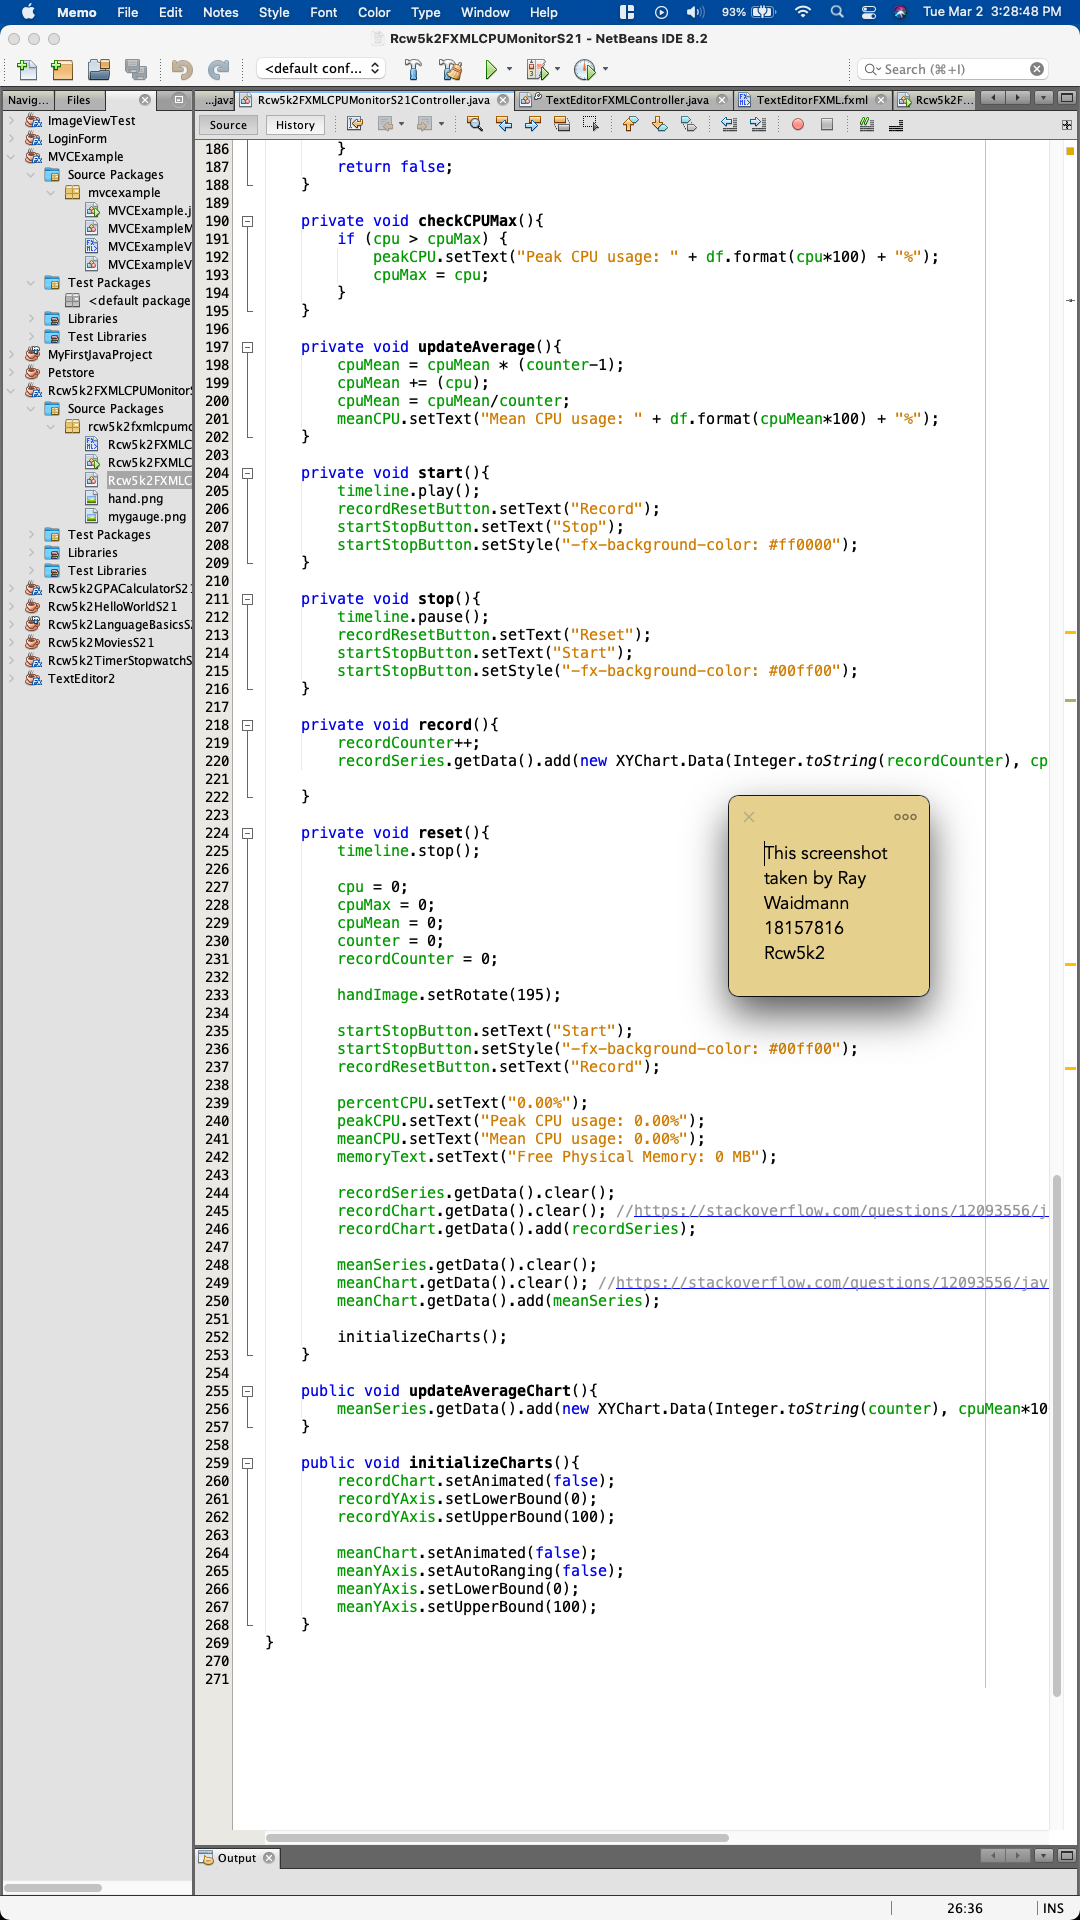 Memo File Edit Notes Style Font Color Type Window Help 93% Tue Mar 2 3:28:48 PM
Rcw5k2FXMLCPUMonitorS21 - NetBeans IDE 8.2
<default conf... Search (⌘+I)
Navig... Files ...java Rcw5k2FXMLCPUMonitorS21Controller.java TextEditorFXMLController.java TextEditorFXML.fxml Rcw5k2F...
Source History
ImageViewTest
LoginForm
MVCExample
Source Packages
mvcexample
MVCExample.j
MVCExampleM
MVCExampleV
MVCExampleV
Test Packages
<default package
Libraries
Test Libraries
MyFirstJavaProject
Petstore
Rcw5k2FXMLCPUMonitorS
Source Packages
rcw5k2fxmlcpumo
Rcw5k2FXMLC
Rcw5k2FXMLC
Rcw5k2FXMLC
hand.png
mygauge.png
Test Packages
Libraries
Test Libraries
Rcw5k2GPACalculatorS21
Rcw5k2HelloWorldS21
Rcw5k2LanguageBasicsS2
Rcw5k2MoviesS21
Rcw5k2TimerStopwatchS
TextEditor2
186 }
187 return false;
188 }
189
190 private void checkCPUMax(){
191 if (cpu > cpuMax) {
192 peakCPU.setText("Peak CPU usage: " + df.format(cpu*100) + "%");
193 cpuMax = cpu;
194 }
195 }
196
197 private void updateAverage(){
198 cpuMean = cpuMean * (counter-1);
199 cpuMean += (cpu);
200 cpuMean = cpuMean/counter;
201 meanCPU.setText("Mean CPU usage: " + df.format(cpuMean*100) + "%");
202 }
203
204 private void start(){
205 timeline.play();
206 recordResetButton.setText("Record");
207 startStopButton.setText("Stop");
208 startStopButton.setStyle("-fx-background-color: #ff0000");
209 }
210
211 private void stop(){
212 timeline.pause();
213 recordResetButton.setText("Reset");
214 startStopButton.setText("Start");
215 startStopButton.setStyle("-fx-background-color: #00ff00");
216 }
217
218 private void record(){
219 recordCounter++;
220 recordSeries.getData().add(new XYChart.Data(Integer.toString(recordCounter), cp
221
222 }
223
224 private void reset(){
225 timeline.stop();
226
227 cpu = 0;
228 cpuMax = 0;
229 cpuMean = 0;
230 counter = 0;
231 recordCounter = 0;
232
233 handImage.setRotate(195);
234
235 startStopButton.setText("Start");
236 startStopButton.setStyle("-fx-background-color: #00ff00");
237 recordResetButton.setText("Record");
238
239 percentCPU.setText("0.00%");
240 peakCPU.setText("Peak CPU usage: 0.00%");
241 meanCPU.setText("Mean CPU usage: 0.00%");
242 memoryText.setText("Free Physical Memory: 0 MB");
243
244 recordSeries.getData().clear();
245 recordChart.getData().clear(); //https://stackoverflow.com/questions/12093556/j
246 recordChart.getData().add(recordSeries);
247
248 meanSeries.getData().clear();
249 meanChart.getData().clear(); //https://stackoverflow.com/questions/12093556/jav
250 meanChart.getData().add(meanSeries);
251
252 initializeCharts();
253 }
254
255 public void updateAverageChart(){
256 meanSeries.getData().add(new XYChart.Data(Integer.toString(counter), cpuMean*10
257 }
258
259 public void initializeCharts(){
260 recordChart.setAnimated(false);
261 recordYAxis.setLowerBound(0);
262 recordYAxis.setUpperBound(100);
263
264 meanChart.setAnimated(false);
265 meanYAxis.setAutoRanging(false);
266 meanYAxis.setLowerBound(0);
267 meanYAxis.setUpperBound(100);
268 }
269 }
270
271
This screenshot
taken by Ray
Waidmann
18157816
Rcw5k2
Output
26:36 INS